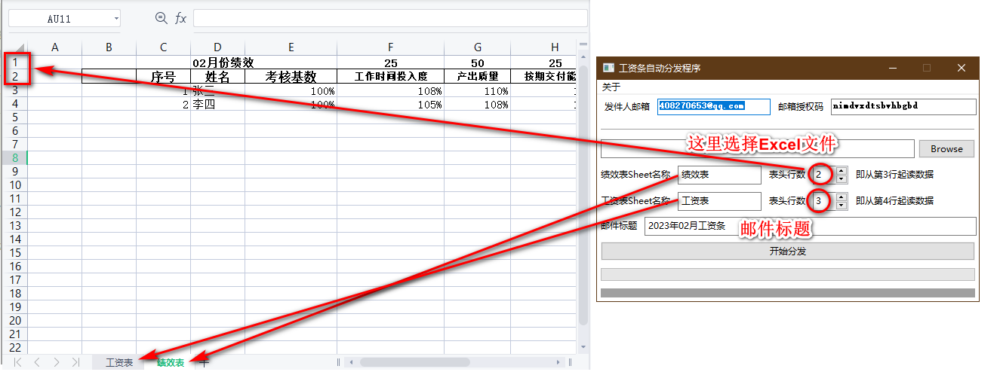 AU11
fx
A B C D E F G H
1 02月份绩效 25 50 25
2 序号 姓名 考核基数 工作时间投入度 产出质量 按期交付能
3 1 张三 100% 108% 110% 1
4 2 李四 100% 105% 108% 1
5
6
7
8
9
10
11
12
13
14
15
16
17
18
19
20
21
22
工资表 绩效表 +
工资条自动分发程序
关于
发件人邮箱 408270653@qq.com 邮箱授权码 nimdvxdtsbvhbgbd
这里选择Excel文件
Browse
绩效表Sheet名称 绩效表 表头行数 2 即从第3行起读数据
工资表Sheet名称 工资表 表头行数 3 即从第4行起读数据
邮件标题 2023年02月工资条 邮件标题
开始分发